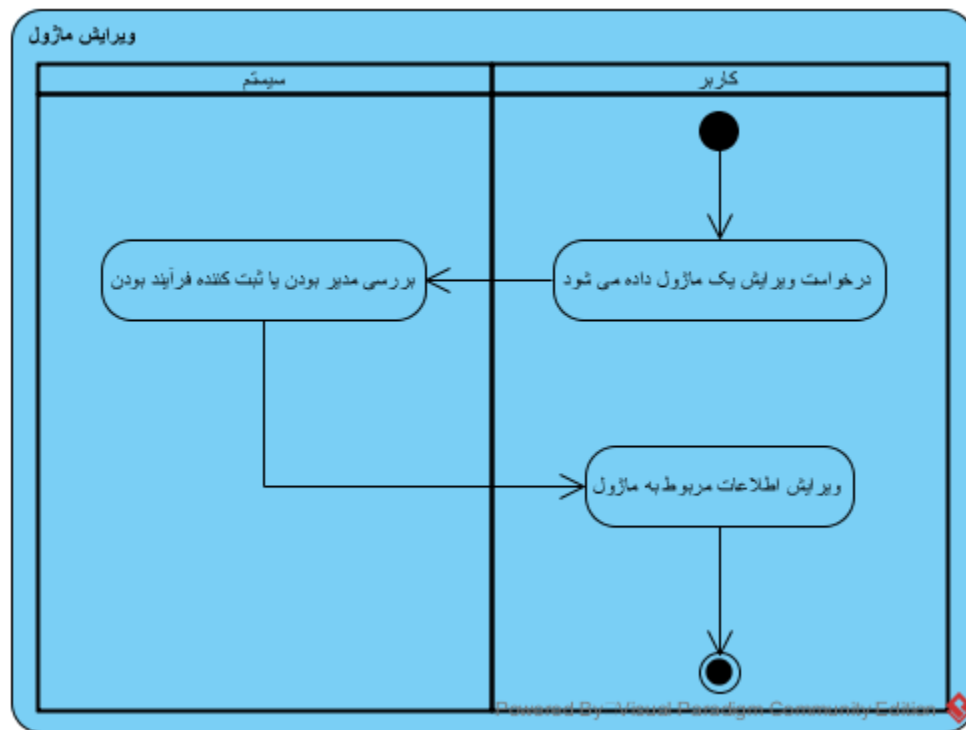 ویرایش ماژول
کاربر
سیستم
درخواست ویرایش یک ماژول داده می شود
بررسی مدیر بودن یا ثبت کننده فرآیند بودن
ویرایش اطلاعات مربوط به ماژول
Powered By Visual Paradigm Community Edition